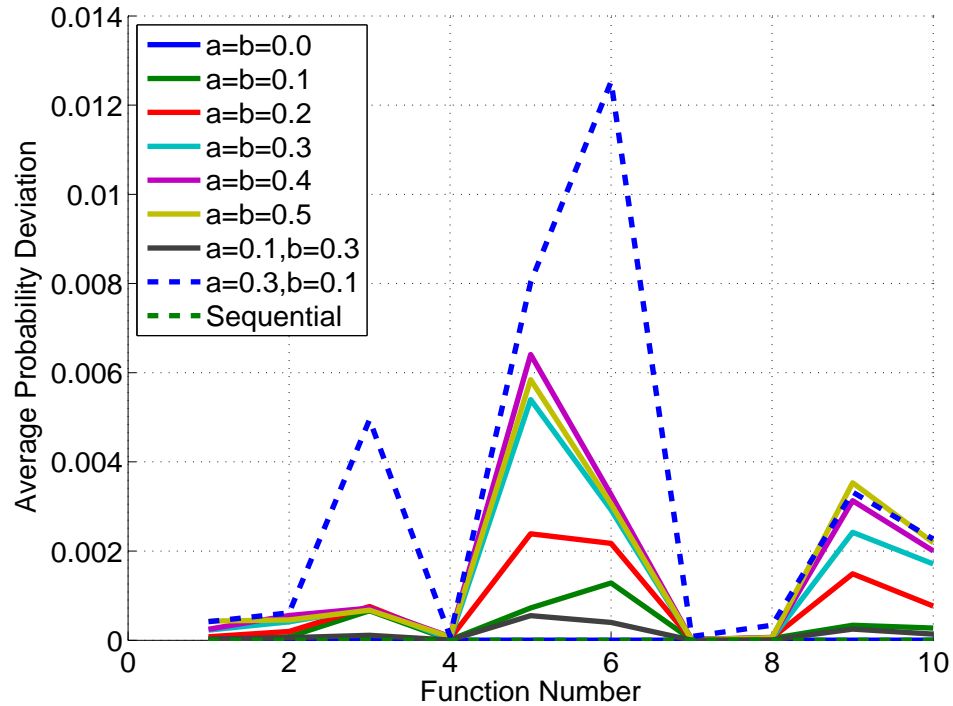 0.014
0.012
0.01
0.008
0.006
0.004
0.002
0
Average Probability Deviation
a=b=0.0
a=b=0.1
a=b=0.2
a=b=0.3
a=b=0.4
a=b=0.5
a=0.1,b=0.3
a=0.3,b=0.1
Sequential
0 2 4 6 8 10
Function Number